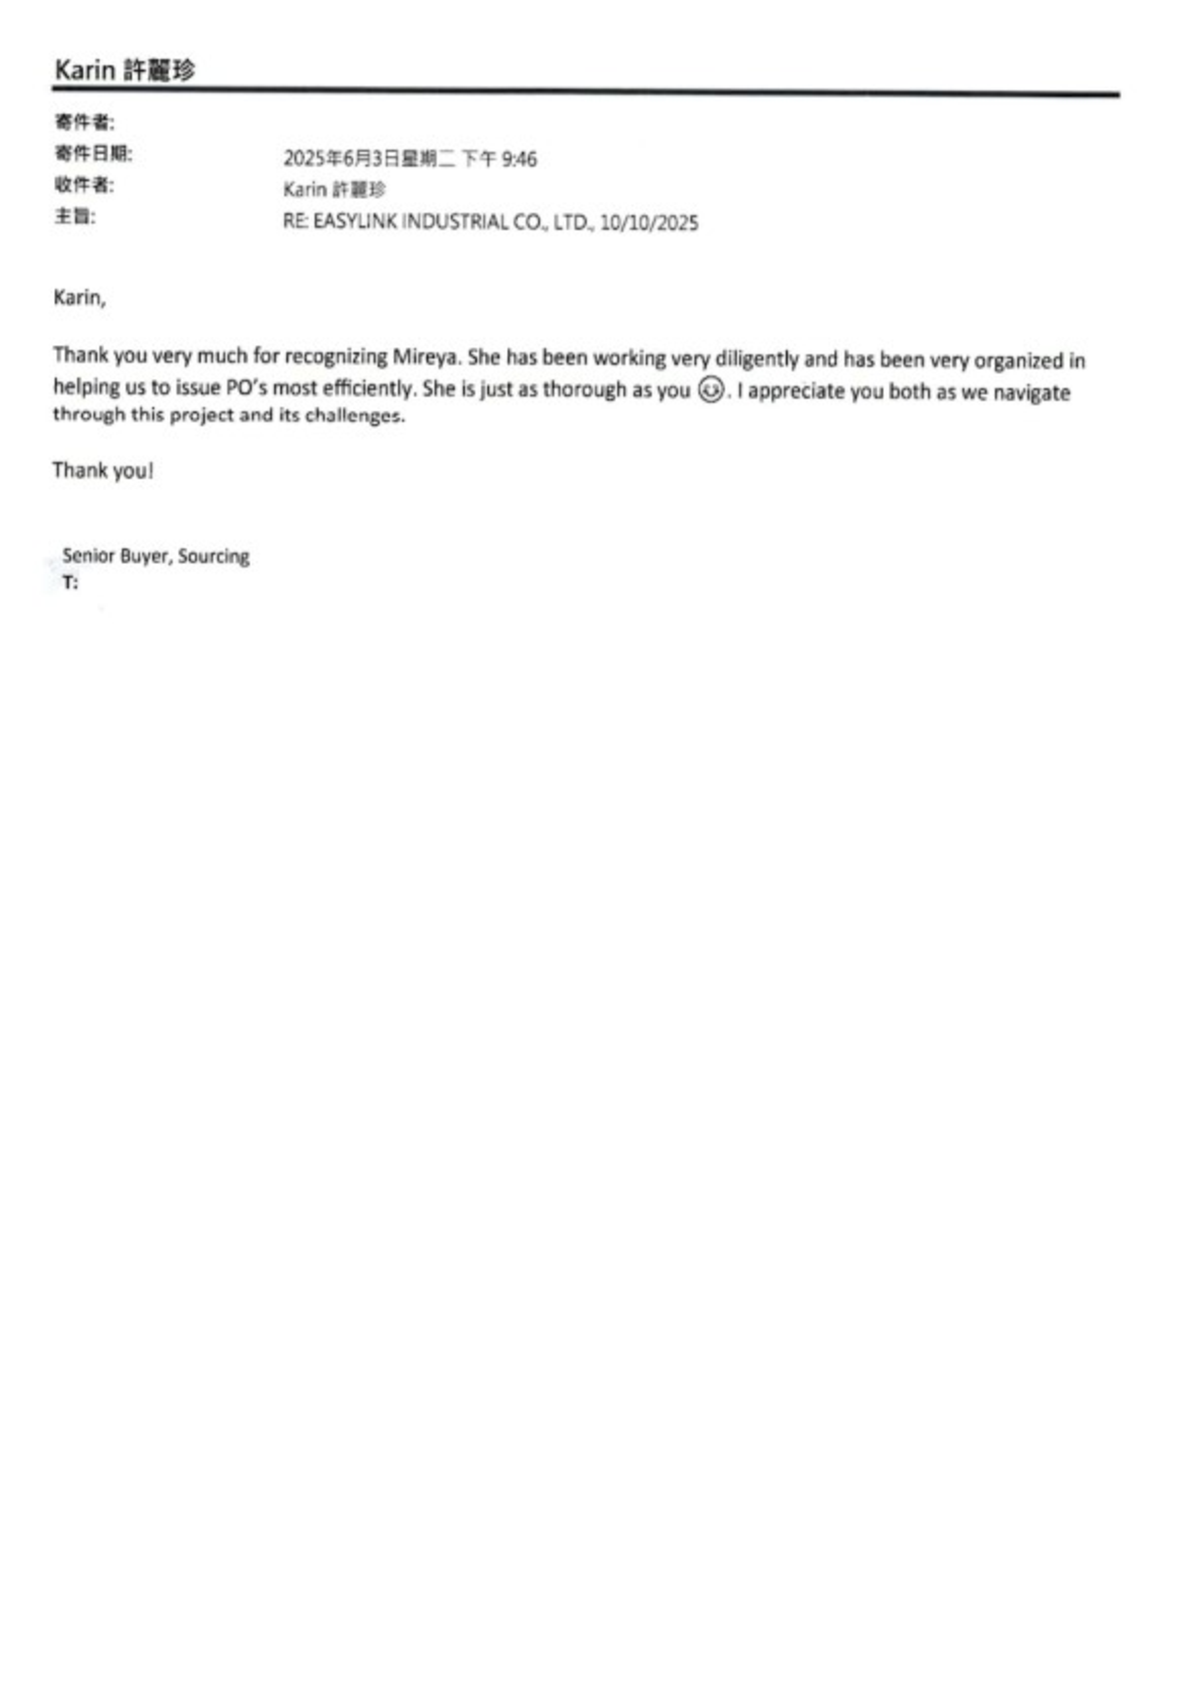 Karin 許麗珍
寄件者:
寄件日期: 2025年6月3日星期二 下午 9:46
收件者: Karin 許麗珍
主旨: RE: EASYLINK INDUSTRIAL CO., LTD., 10/10/2025
Karin,
Thank you very much for recognizing Mireya. She has been working very diligently and has been very organized in
helping us to issue PO's most efficiently. She is just as thorough as you ☺. I appreciate you both as we navigate
through this project and its challenges.
Thank you!
Senior Buyer, Sourcing
T: